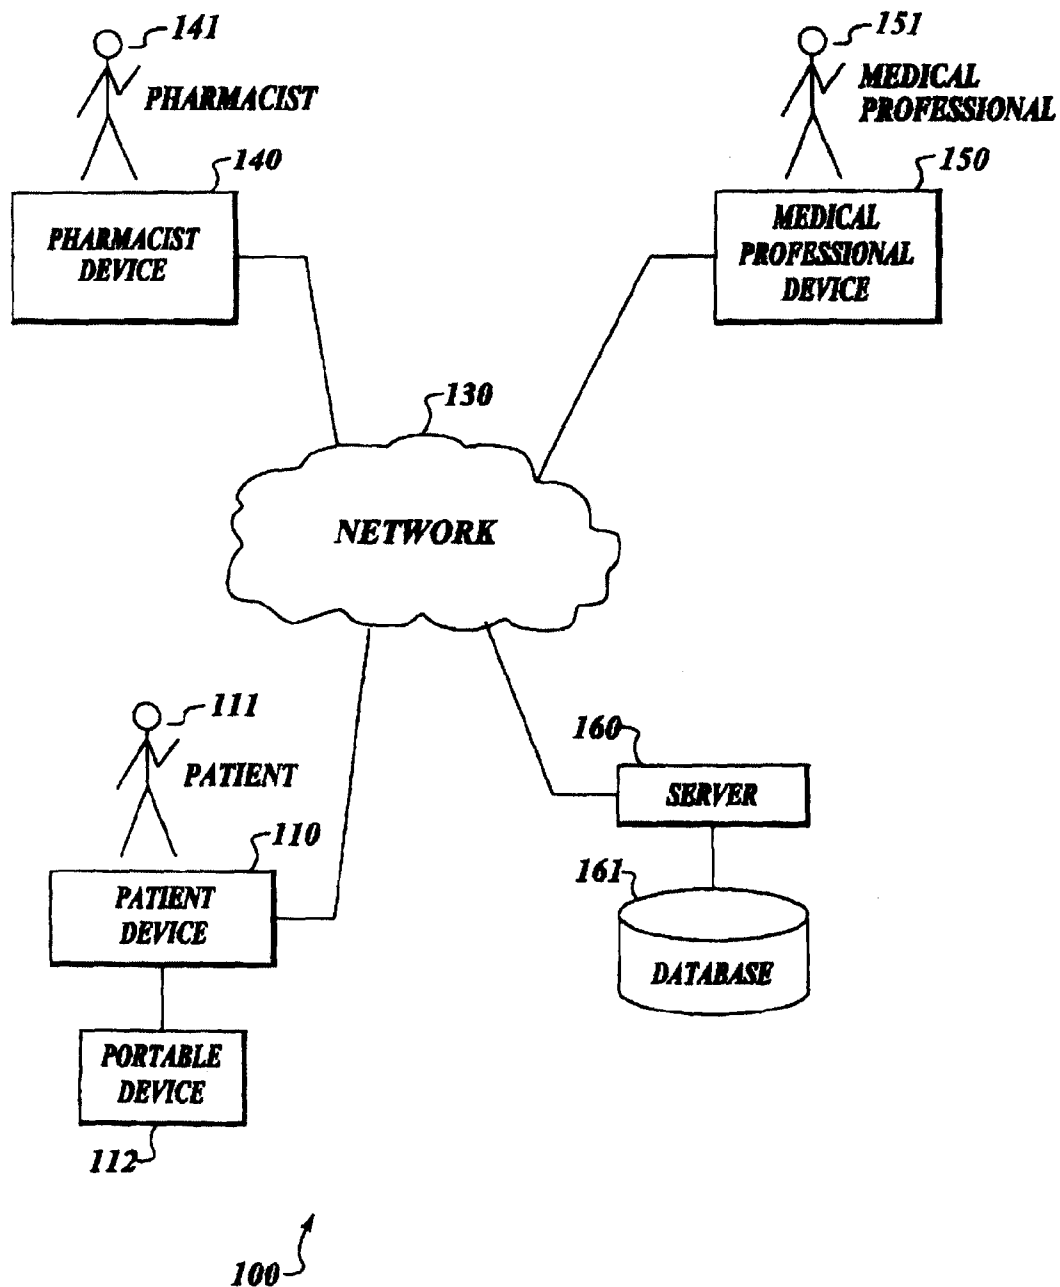 141
PHARMACIST
140
PHARMACIST
DEVICE
151
MEDICAL
PROFESSIONAL
150
MEDICAL
PROFESSIONAL
DEVICE
130
NETWORK
111
PATIENT
110
PATIENT
DEVICE
PORTABLE
DEVICE
112
160
SERVER
161
DATABASE
100